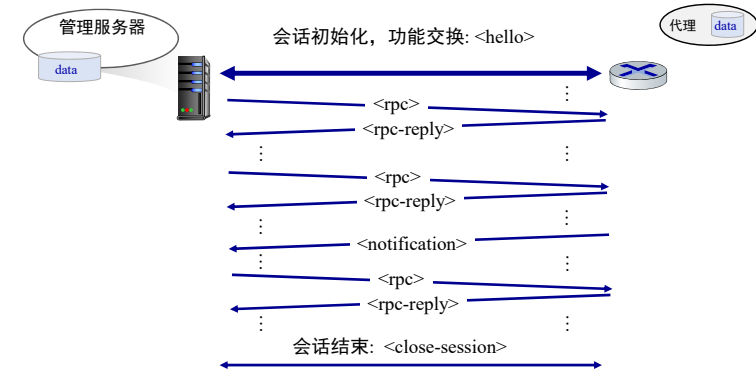 管理服务器
data
代理
data
会话初始化，功能交换: <hello>
<rpc>
<rpc-reply>
<rpc>
<rpc-reply>
<notification>
<rpc>
<rpc-reply>
会话结束: <close-session>